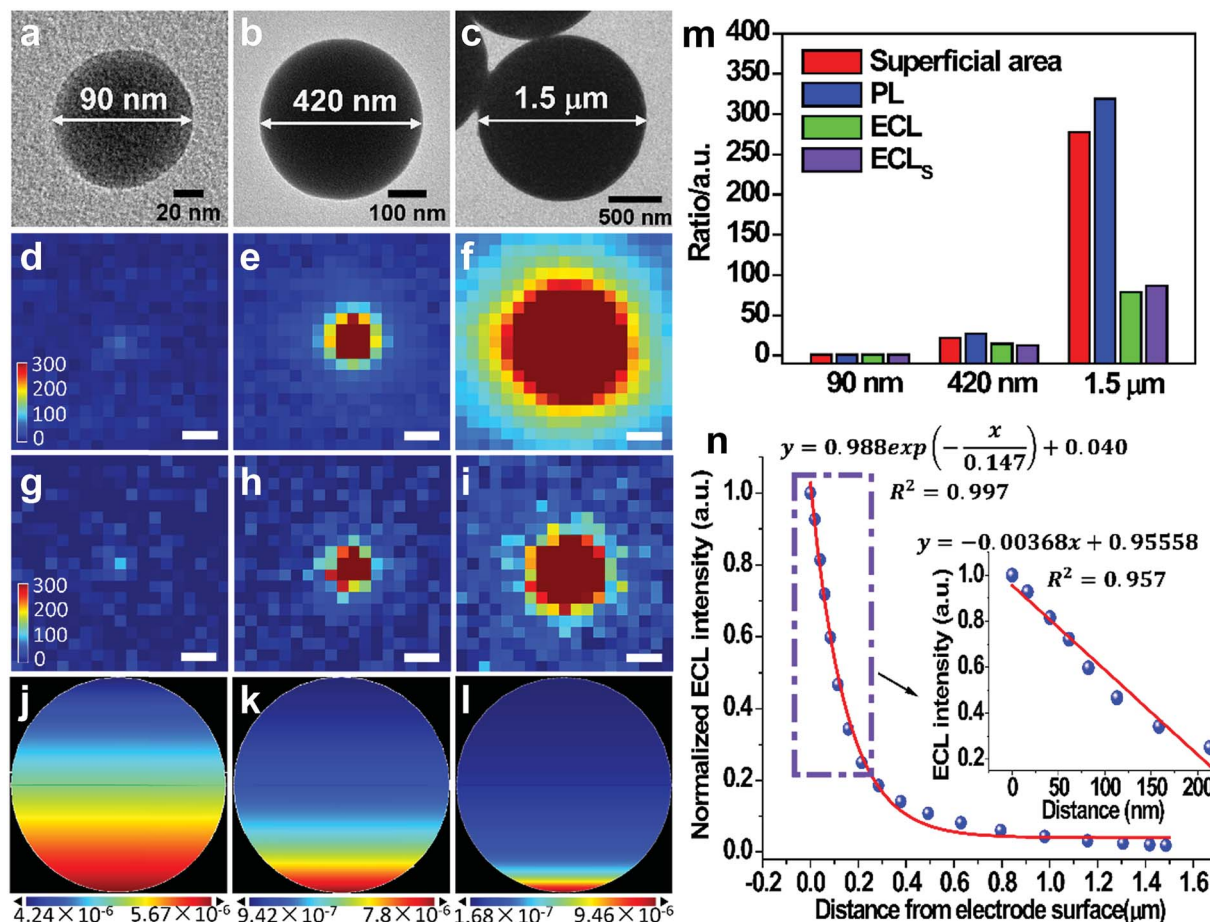 a
90 nm
20 nm
b
420 nm
100 nm
c
1.5 μm
500 nm
d
300
200
100
0
e
f
g
300
200
100
0
h
i
j
4.24 × 10⁻⁶ 5.67 × 10⁻⁶
k
9.42 × 10⁻⁷ 7.8 × 10⁻⁶
l
1.68 × 10⁻⁷ 9.46 × 10⁻⁶
m
Ratio/a.u.
400
350
300
250
200
150
100
50
0
Superficial area
PL
ECL
ECLS
90 nm 420 nm 1.5 μm
n
y = 0.988exp(−x/0.147) + 0.040
R² = 0.997
Normalized ECL intensity (a.u.)
1.0
0.8
0.6
0.4
0.2
0.0
-0.2 0.0 0.2 0.4 0.6 0.8 1.0 1.2 1.4 1.6
Distance from electrode surface(μm)
y = −0.00368x + 0.95558
R² = 0.957
ECL intensity (a.u.)
1.0
0.8
0.6
0.4
0.2
0 50 100 150 200
Distance (nm)